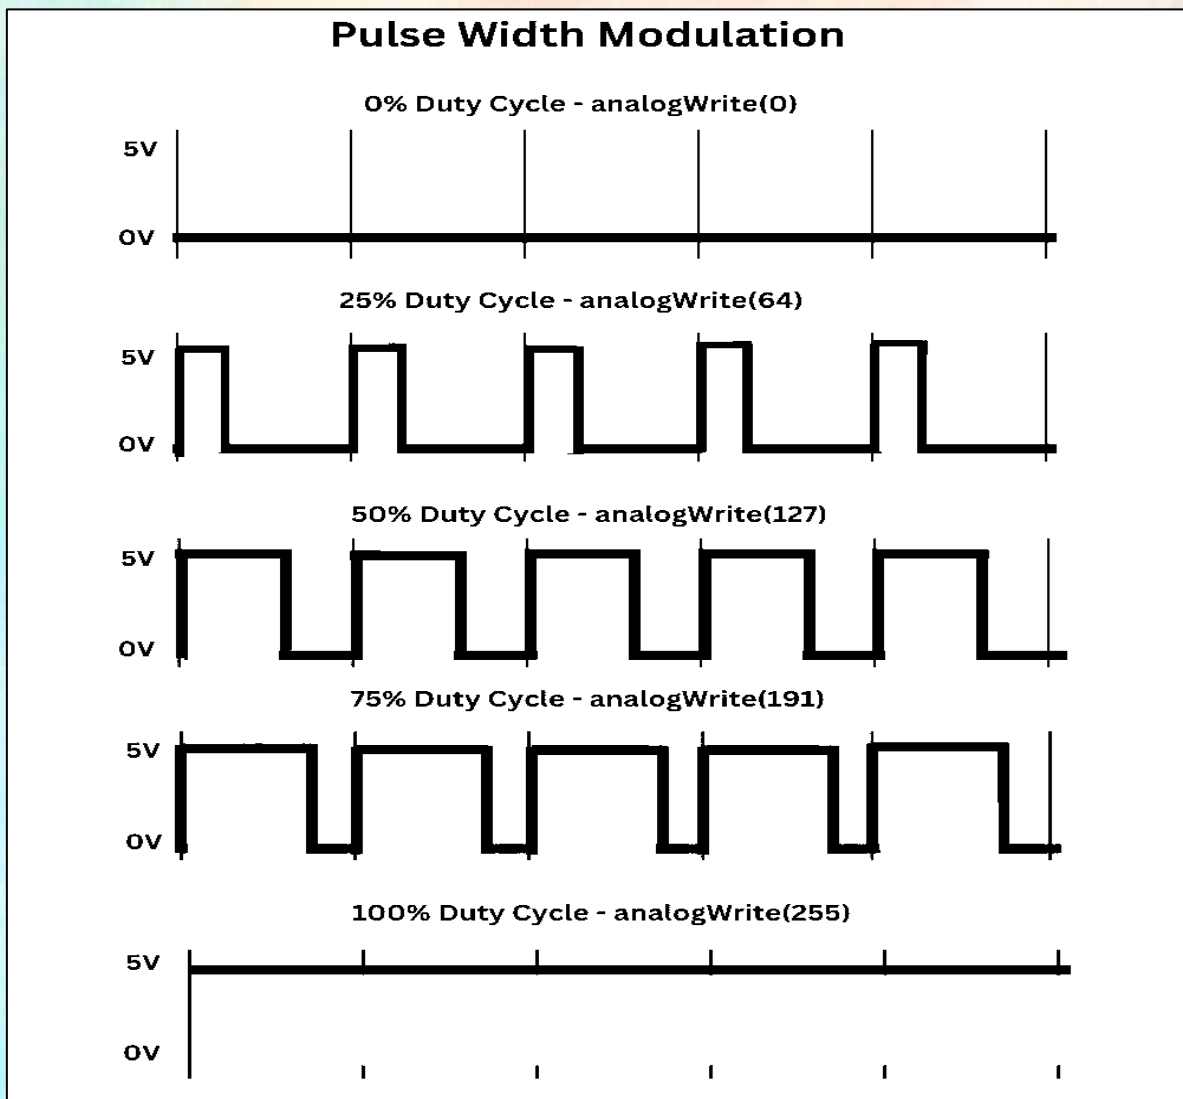 Pulse Width Modulation
0% Duty Cycle - analogWrite(0)
5V
0V
25% Duty Cycle - analogWrite(64)
5V
0V
50% Duty Cycle - analogWrite(127)
5V
0V
75% Duty Cycle - analogWrite(191)
5V
0V
100% Duty Cycle - analogWrite(255)
5V
0V